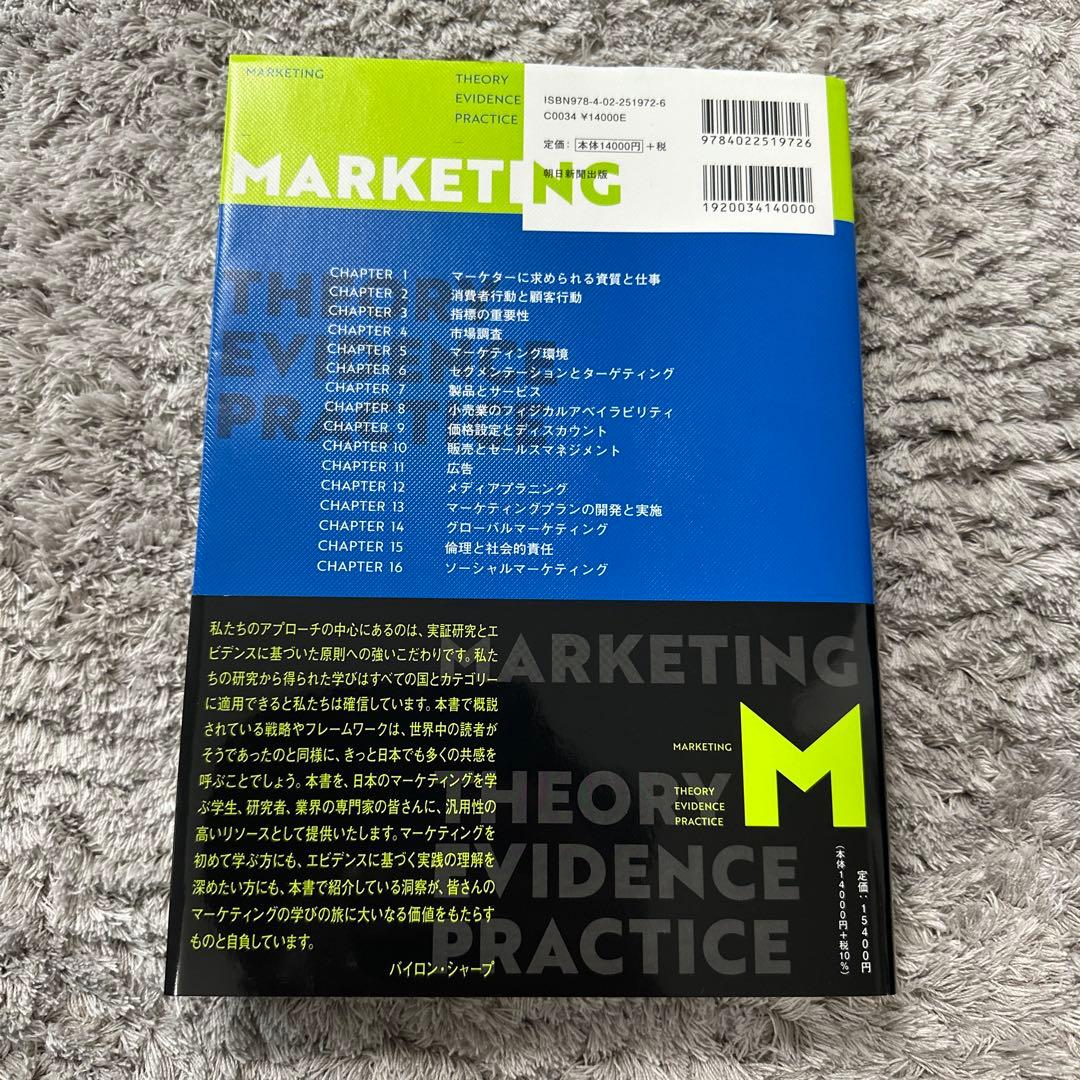 MARKETING
THEORY
EVIDENCE
PRACTICE
ISBN978-4-02-251972-6
C0034 ¥14000E
定価：本体14000円＋税
朝日新聞出版
9784022519726
1920034140000
MARKETING
THEORY
EVIDENCE
PRACTICE
CHAPTER 1 マーケターに求められる資質と仕事
CHAPTER 2 消費者行動と顧客行動
CHAPTER 3 指標の重要性
CHAPTER 4 市場調査
CHAPTER 5 マーケティング環境
CHAPTER 6 セグメンテーションとターゲティング
CHAPTER 7 製品とサービス
CHAPTER 8 小売業のフィジカルアベイラビリティ
CHAPTER 9 価格設定とディスカウント
CHAPTER 10 販売とセールスマネジメント
CHAPTER 11 広告
CHAPTER 12 メディアプラニング
CHAPTER 13 マーケティングプランの開発と実施
CHAPTER 14 グローバルマーケティング
CHAPTER 15 倫理と社会的責任
CHAPTER 16 ソーシャルマーケティング
私たちのアプローチの中心にあるのは、実証研究とエ
ビデンスに基づいた原則への強いこだわりです。私た
ちの研究から得られた学びはすべての国とカテゴリー
に適用できると私たちは確信しています。本書で概説
されている戦略やフレームワークは、世界中の読者が
そうであったのと同様に、きっと日本でも多くの共感を
呼ぶことでしょう。本書を、日本のマーケティングを学
ぶ学生、研究者、業界の専門家の皆さんに、汎用性の
高いリソースとして提供いたします。マーケティングを
初めて学ぶ方にも、エビデンスに基づく実践の理解を
深めたい方にも、本書で紹介している洞察が、皆さんの
マーケティングの学びの旅に大いなる価値をもたらす
ものと自負しています。
バイロン・シャープ
MARKETING
THEORY
EVIDENCE
PRACTICE
MARKETING
THEORY
EVIDENCE
PRACTICE
M
定価：15400円
（本体14000円＋税10％）